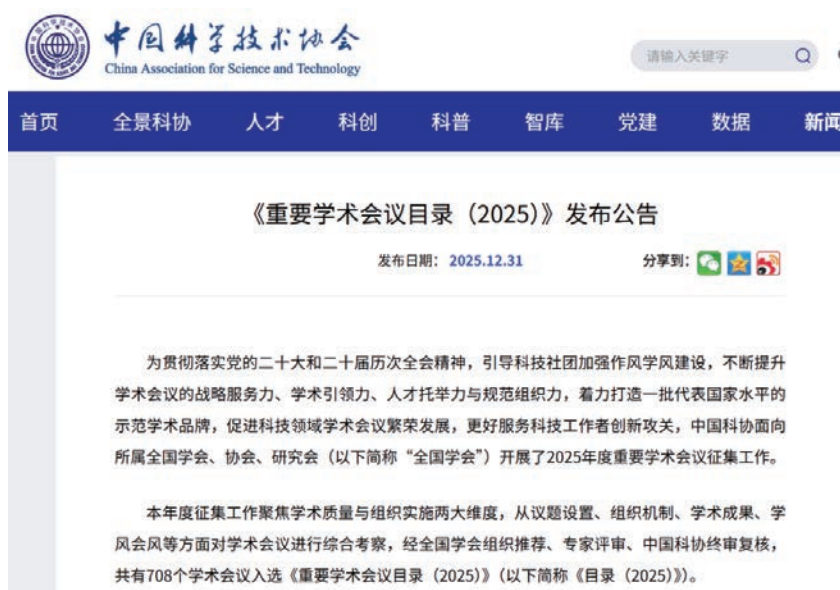 中国科学技术协会
China Association for Science and Technology
请输入关键字
首页 全景科协 人才 科创 科普 智库 党建 数据 新闻
《重要学术会议目录（2025）》发布公告
发布日期： 2025.12.31 分享到：
为贯彻落实党的二十大和二十届历次全会精神，引导科技社团加强作风学风建设，不断提升
学术会议的战略服务力、学术引领力、人才托举力与规范组织力，着力打造一批代表国家水平的
示范学术品牌，促进科技领域学术会议繁荣发展，更好服务科技工作者创新攻关，中国科协面向
所属全国学会、协会、研究会（以下简称“全国学会”）开展了2025年度重要学术会议征集工作。
本年度征集工作聚焦学术质量与组织实施两大维度，从议题设置、组织机制、学术成果、学
风会风等方面对学术会议进行综合考察，经全国学会组织推荐、专家评审、中国科协终审复核，
共有708个学术会议入选《重要学术会议目录（2025）》（以下简称《目录（2025）》）。